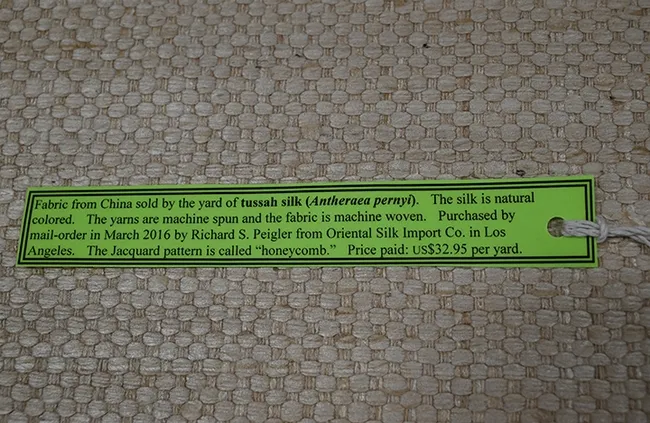 Fabric from China sold by the yard of tussah silk (Antheraea pernyi). The silk is natural
colored. The yarns are machine spun and the fabric is machine woven. Purchased by
mail-order in March 2016 by Richard S. Peigler from Oriental Silk Import Co. in Los
Angeles. The Jacquard pattern is called “honeycomb.” Price paid: US$32.95 per yard.